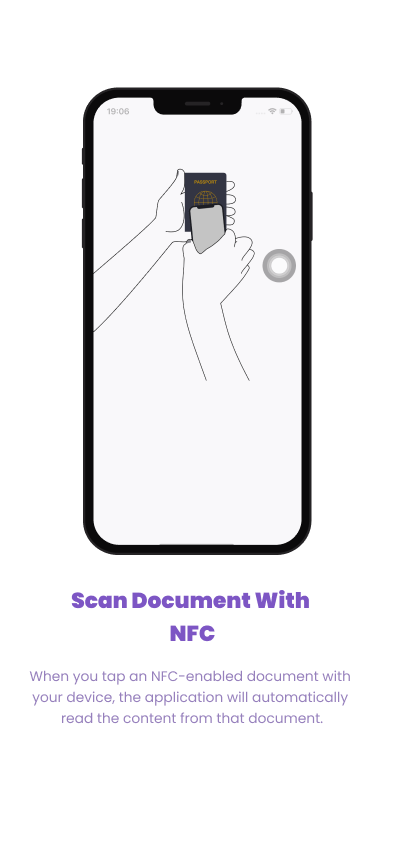 19:06
PASSPORT
Scan Document With
NFC
When you tap an NFC-enabled document with
your device, the application will automatically
read the content from that document.